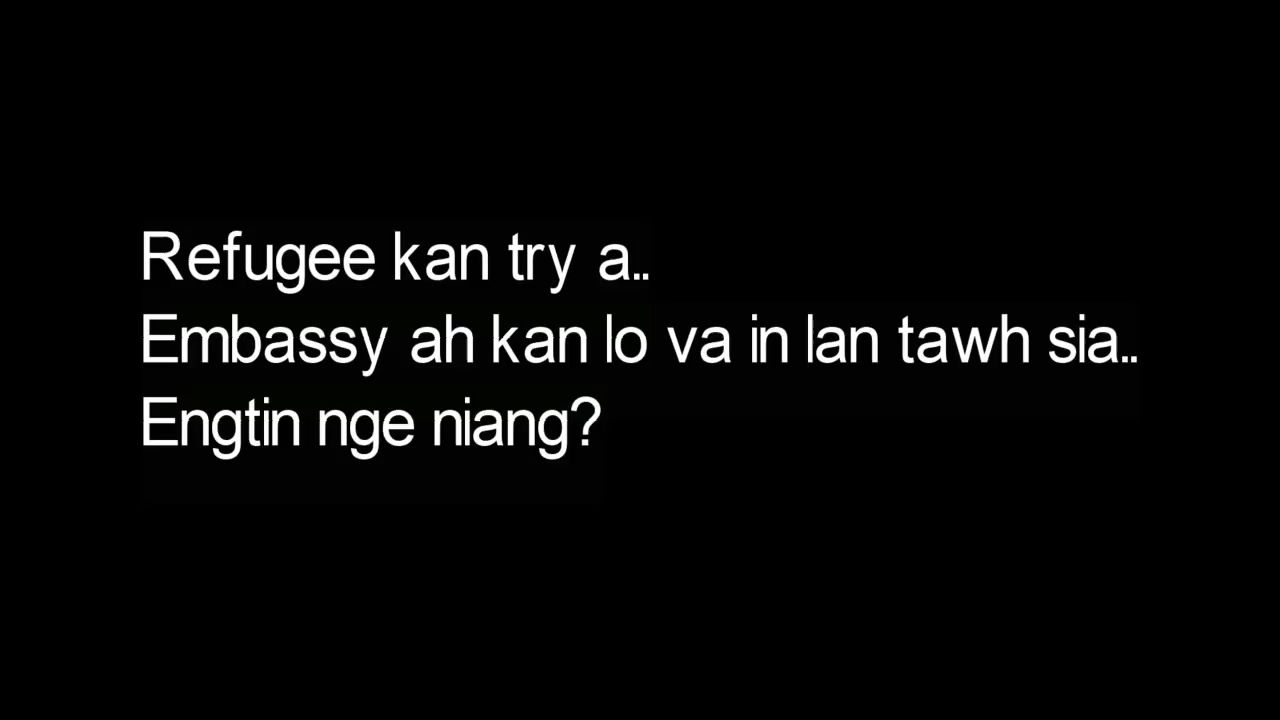 Refugee kan try a..
Embassy ah kan lo va in lan tawh sia..
Engtin nge niang?